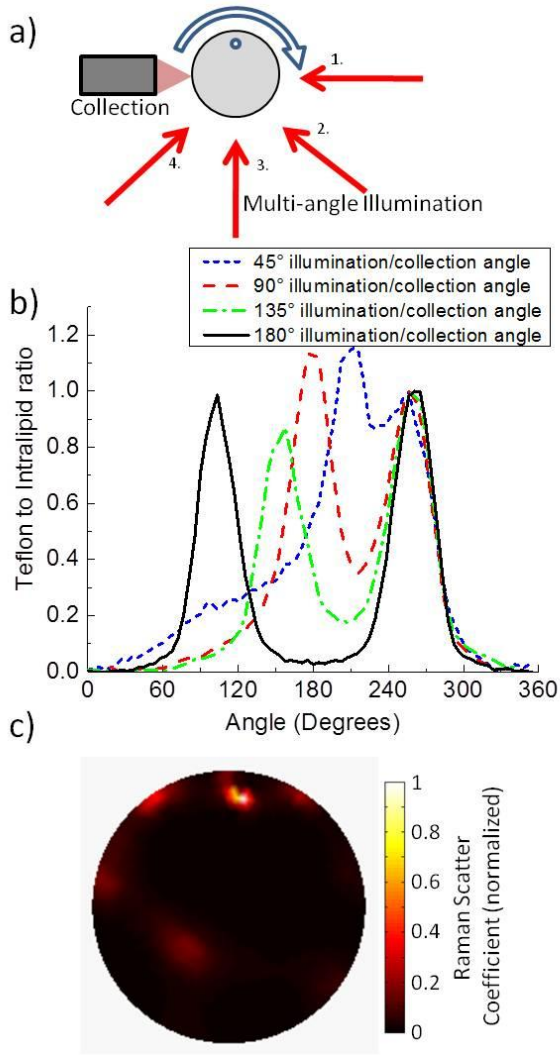 a)
1.
Collection
2.
4.
3.
Multi-angle Illumination
45° illumination/collection angle
90° illumination/collection angle
135° illumination/collection angle
180° illumination/collection angle
b)
1.2
1.0
0.8
0.6
0.4
0.2
0.0
Teflon to Intralipid ratio
0 60 120 180 240 300 360
Angle (Degrees)
c)
1
0.8
0.6
0.4
0.2
0
Raman Scatter
Coefficient (normalized)